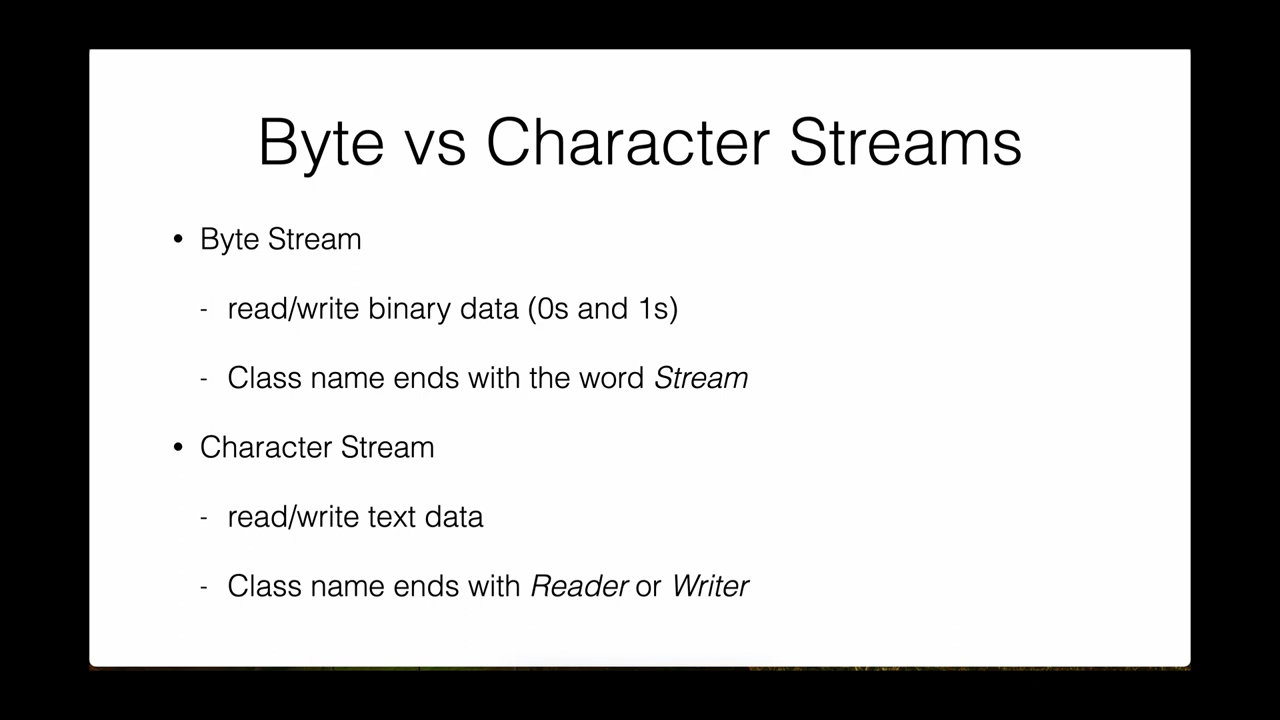 Byte vs Character Streams
• Byte Stream
- read/write binary data (0s and 1s)
- Class name ends with the word Stream
• Character Stream
- read/write text data
- Class name ends with Reader or Writer